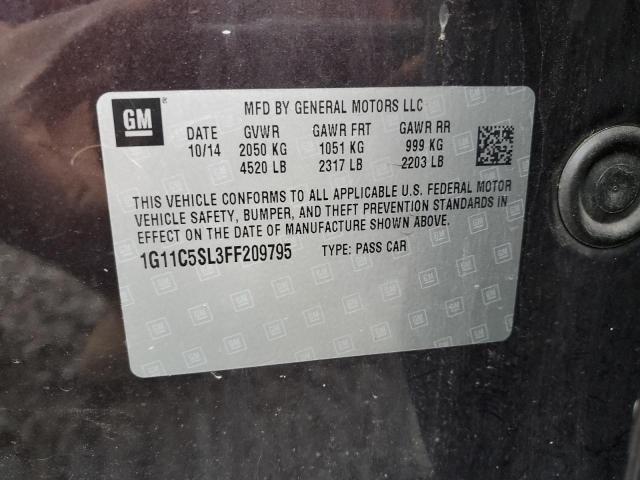 GM ®
MFD BY GENERAL MOTORS LLC
DATE GVWR GAWR FRT GAWR RR
10/14 2050 KG 1051 KG 999 KG
4520 LB 2317 LB 2203 LB
THIS VEHICLE CONFORMS TO ALL APPLICABLE U.S. FEDERAL MOTOR
VEHICLE SAFETY, BUMPER, AND THEFT PREVENTION STANDARDS IN
EFFECT ON THE DATE OF MANUFACTURE SHOWN ABOVE.
1G11C5SL3FF209795 TYPE: PASS CAR